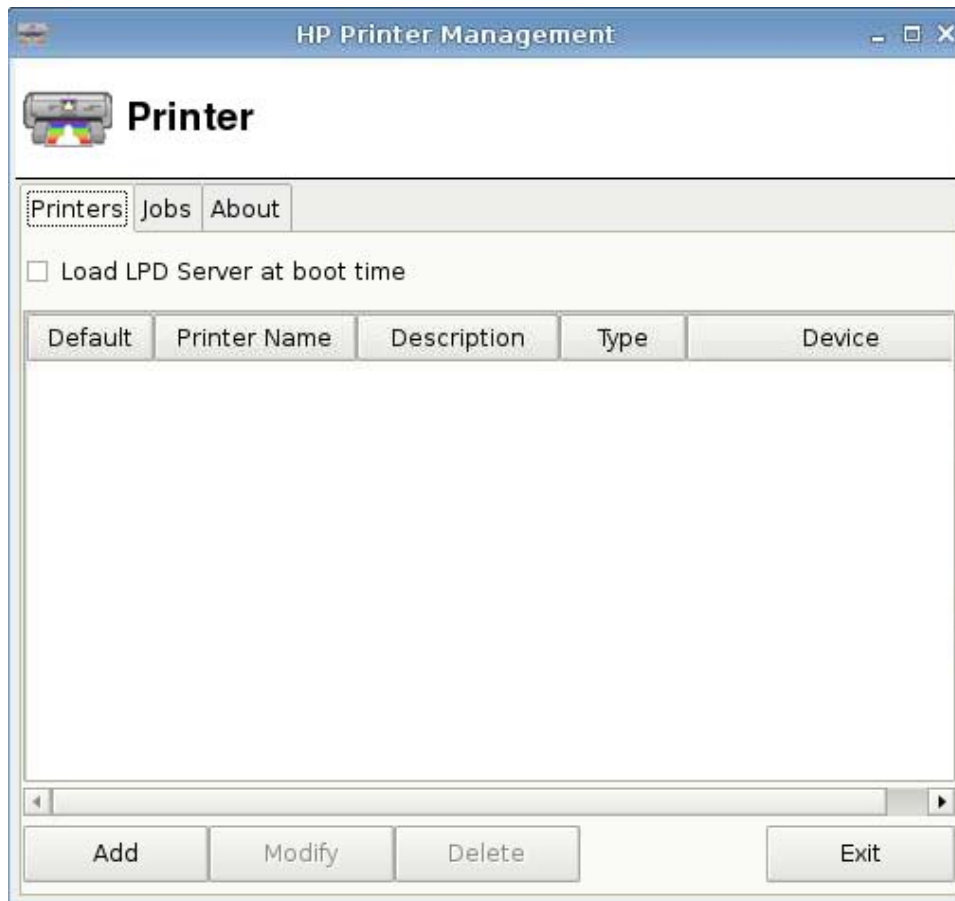 HP Printer Management
Printer
Printers Jobs About
Load LPD Server at boot time
Default Printer Name Description Type Device
Add Modify Delete Exit